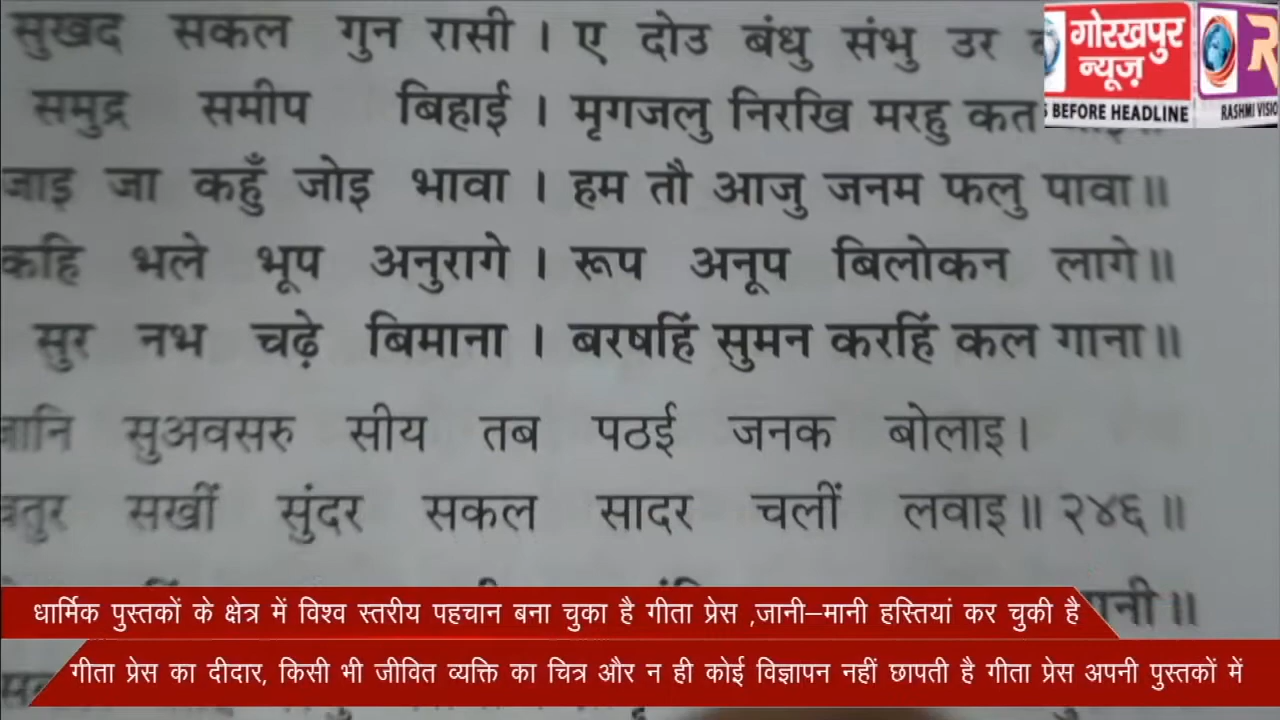 सुखद सकल गुन रासी । ए दोउ बंधु संभु उर
समुद्र समीप बिहाई । मृगजलु निरखि मरहु कत
जाइ जा कहुँ जोइ भावा । हम तौ आजु जनम फलु पावा ॥
कहि भले भूप अनुरागे । रूप अनूप बिलोकन लागे ॥
सुर नभ चढ़े बिमाना । बरषहिं सुमन करहिं कल गाना ॥
सुअवसरु सीय तब पठई जनक बोलाइ ।
सखीं सुंदर सकल सादर चलीं लवाइ ॥ २४६ ॥
गोरखपुर
न्यूज़
BEFORE HEADLINE
RASHMI VISIO
धार्मिक पुस्तकों के क्षेत्र में विश्व स्तरीय पहचान बना चुका है गीता प्रेस ,जानी–मानी हस्तियां कर चुकी है
गीता प्रेस का दीदार, किसी भी जीवित व्यक्ति का चित्र और न ही कोई विज्ञापन नहीं छापती है गीता प्रेस अपनी पुस्तकों में